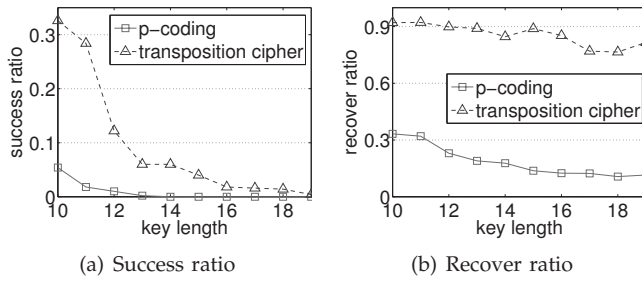 0.3
0.2
0.1
0
success ratio
p−coding
transposition cipher
10 12 14 16 18
key length
(a) Success ratio
0.9
0.6
0.3
0
recover ratio
p−coding
transposition cipher
10 12 14 16 18
key length
(b) Recover ratio